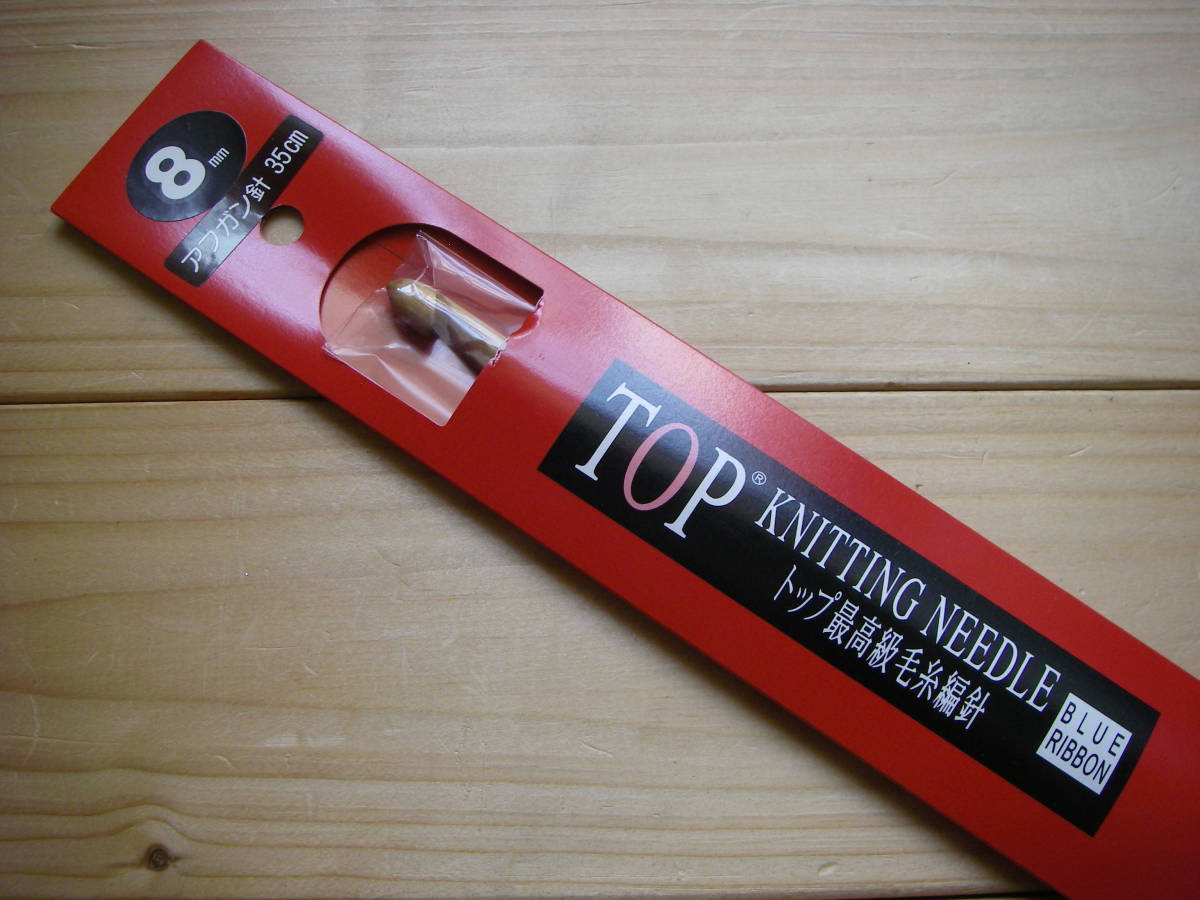 8mm
アフガン針 35cm
TOP® KNITTING NEEDLE
トップ最高級毛糸編針
BLUE
RIBBON